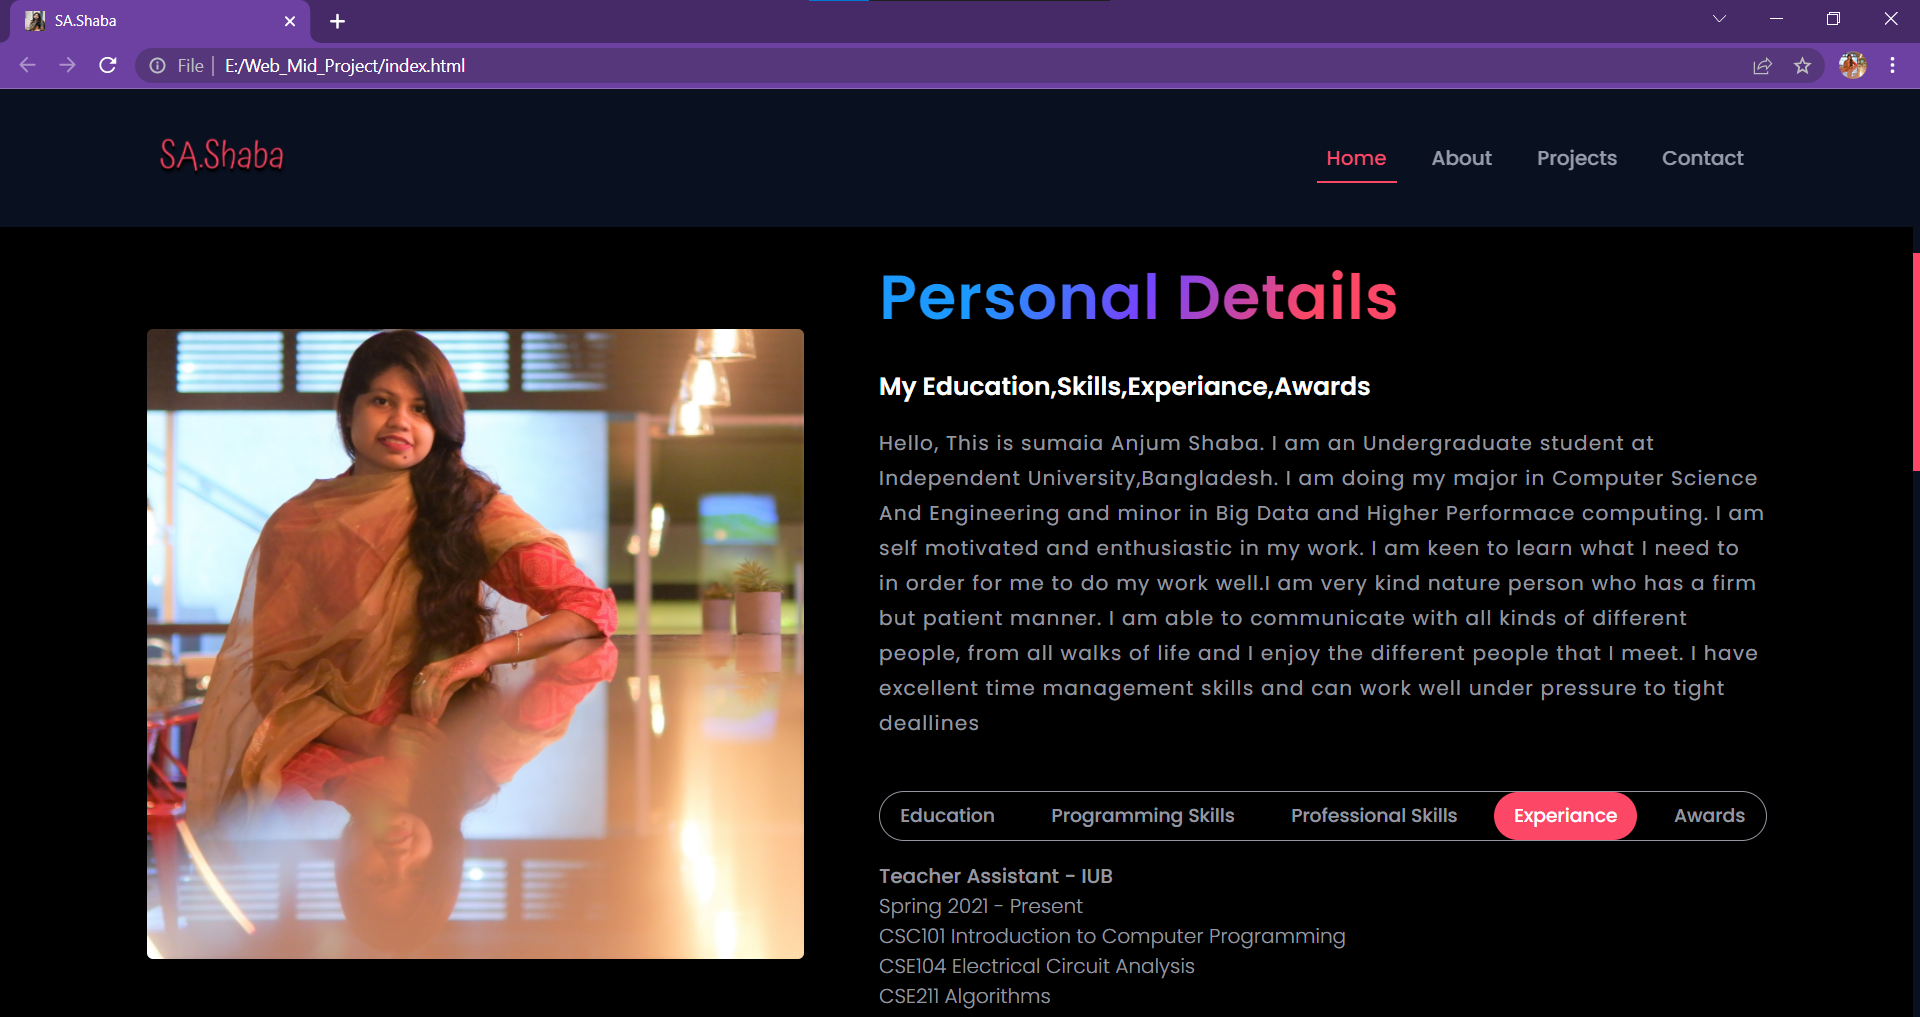 SA.Shaba
File | E:/Web_Mid_Project/index.html
SA.Shaba
Home About Projects Contact
Personal Details
My Education,Skills,Experiance,Awards
Hello, This is sumaia Anjum Shaba. I am an Undergraduate student at
Independent University,Bangladesh. I am doing my major in Computer Science
And Engineering and minor in Big Data and Higher Performace computing. I am
self motivated and enthusiastic in my work. I am keen to learn what I need to
in order for me to do my work well.I am very kind nature person who has a firm
but patient manner. I am able to communicate with all kinds of different
people, from all walks of life and I enjoy the different people that I meet. I have
excellent time management skills and can work well under pressure to tight
deallines
Education Programming Skills Professional Skills Experiance Awards
Teacher Assistant - IUB
Spring 2021 - Present
CSC101 Introduction to Computer Programming
CSE104 Electrical Circuit Analysis
CSE211 Algorithms